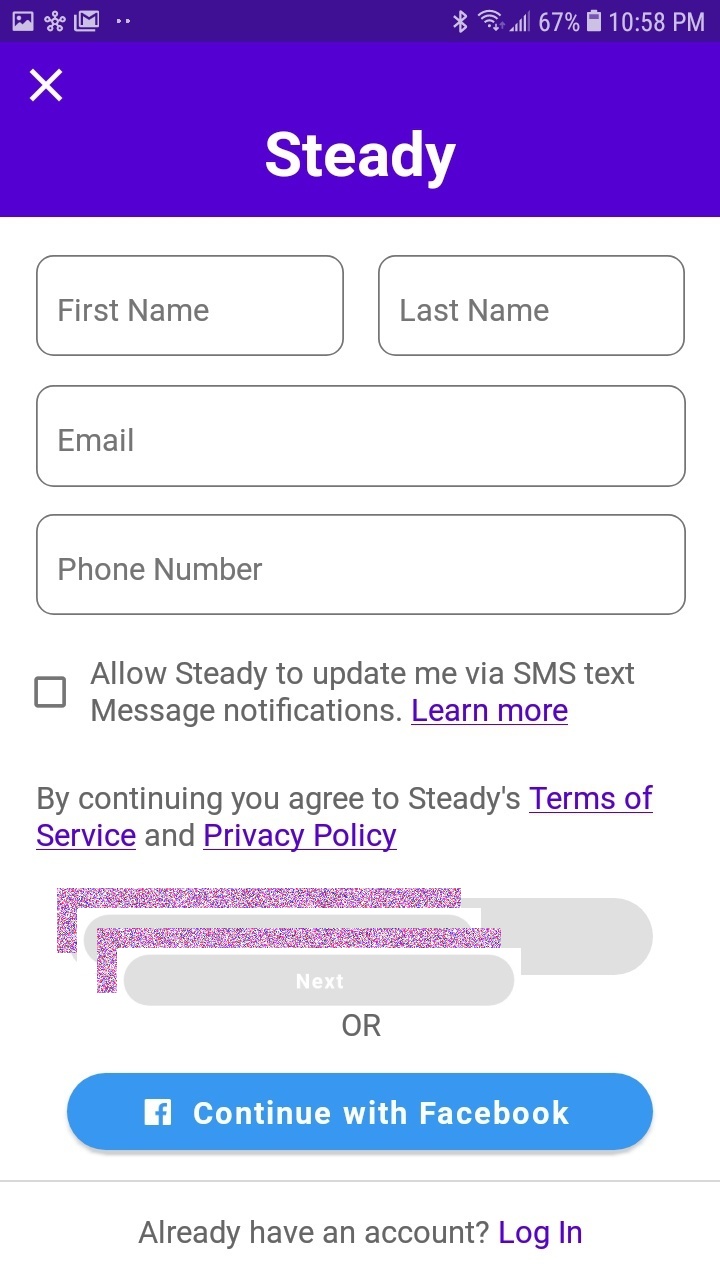 67% 10:58 PM
Steady
First Name Last Name
Email
Phone Number
Allow Steady to update me via SMS text
Message notifications. Learn more
By continuing you agree to Steady's Terms of
Service and Privacy Policy
Next
OR
Continue with Facebook
Already have an account? Log In